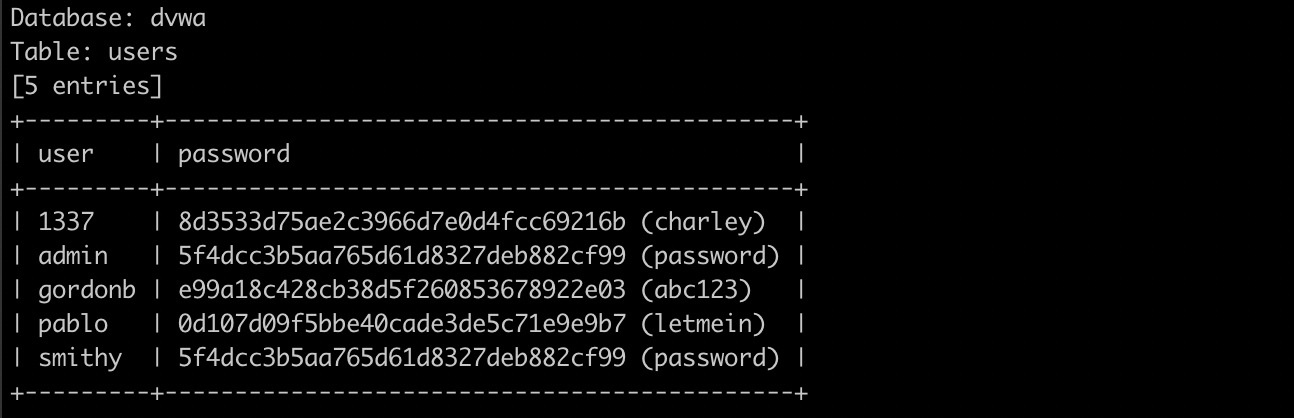 Database: dvwa
Table: users
[5 entries]
+---------+---------------------------------------------+
| user    | password                                    |
+---------+---------------------------------------------+
| 1337    | 8d3533d75ae2c3966d7e0d4fcc69216b (charley)  |
| admin   | 5f4dcc3b5aa765d61d8327deb882cf99 (password) |
| gordonb | e99a18c428cb38d5f260853678922e03 (abc123)   |
| pablo   | 0d107d09f5bbe40cade3de5c71e9e9b7 (letmein)  |
| smithy  | 5f4dcc3b5aa765d61d8327deb882cf99 (password) |
+---------+---------------------------------------------+